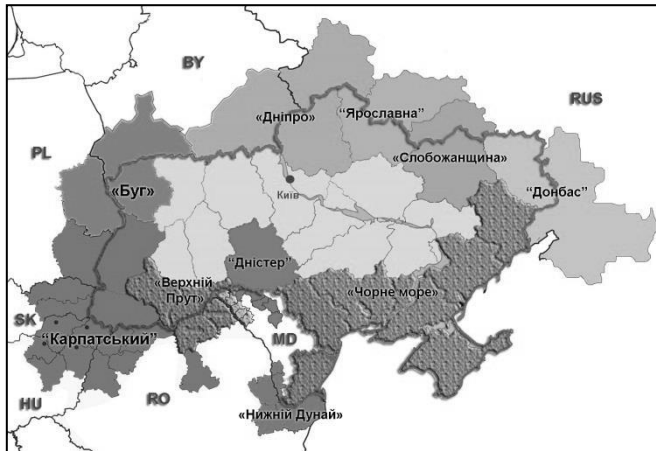 BY
RUS
«Дніпро»
“Ярославна”
PL
«Слобожанщина»
«Буг»
Київ
“Донбас”
“Дністер”
«Верхній
Прут»
«Чорне море»
SK
“Карпатський”
MD
HU
RO
«Нижній Дунай»